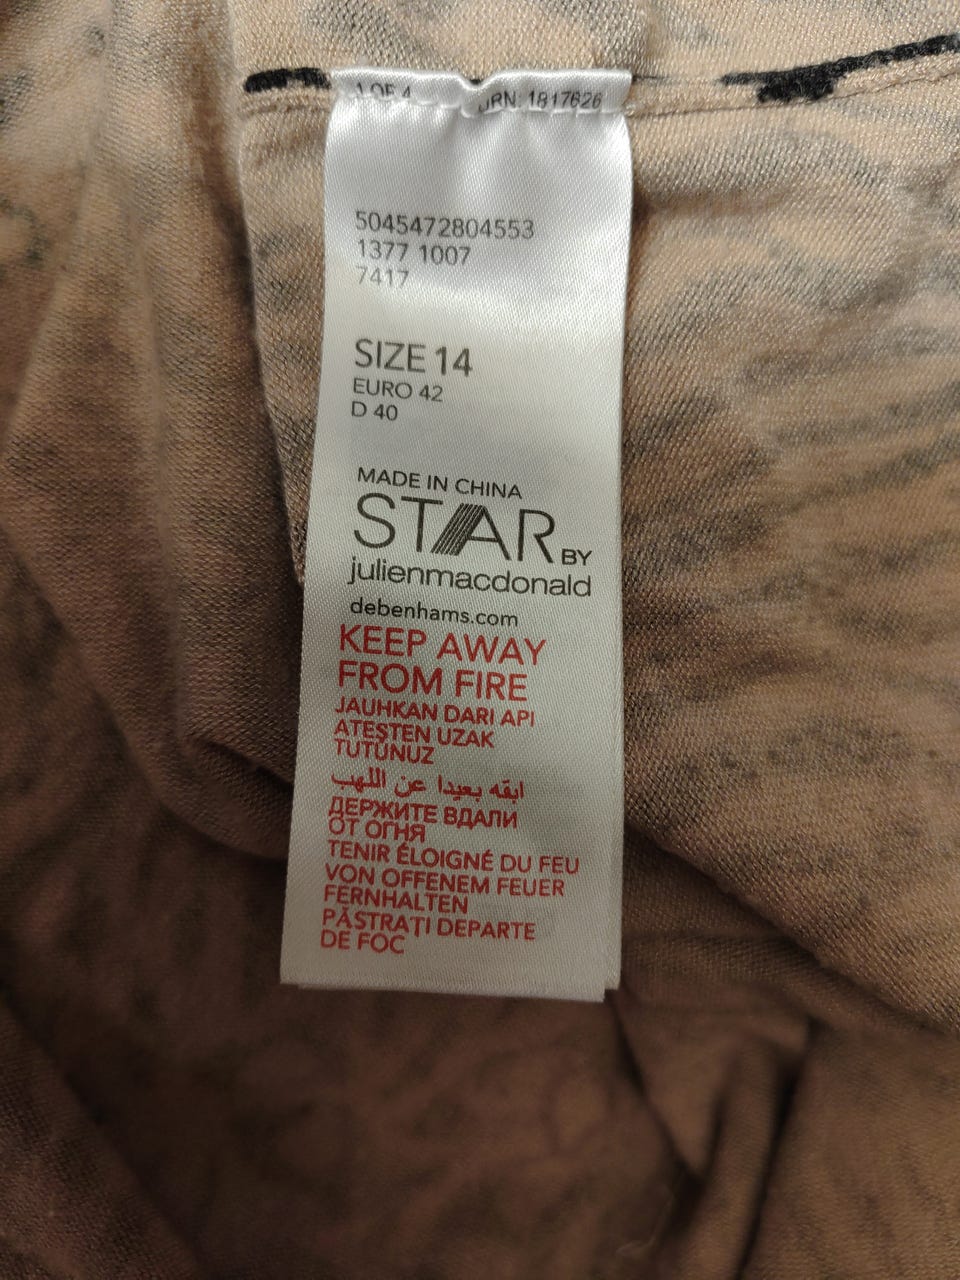 1 OF 4 URN 1817626
5045472804553
1377 1007
7417
SIZE 14
EURO 42
D 40
MADE IN CHINA
STAR BY
julienmacdonald
debenhams.com
KEEP AWAY
FROM FIRE
JAUHKAN DARI API
ATEŞTEN UZAK
TUTUNUZ
ابقه بعيدا عن اللهب
ДЕРЖИТЕ ВДАЛИ
ОТ ОГНЯ
TENIR ÉLOIGNÉ DU FEU
VON OFFENEM FEUER
FERNHALTEN
PĂSTRAŢI DEPARTE
DE FOC